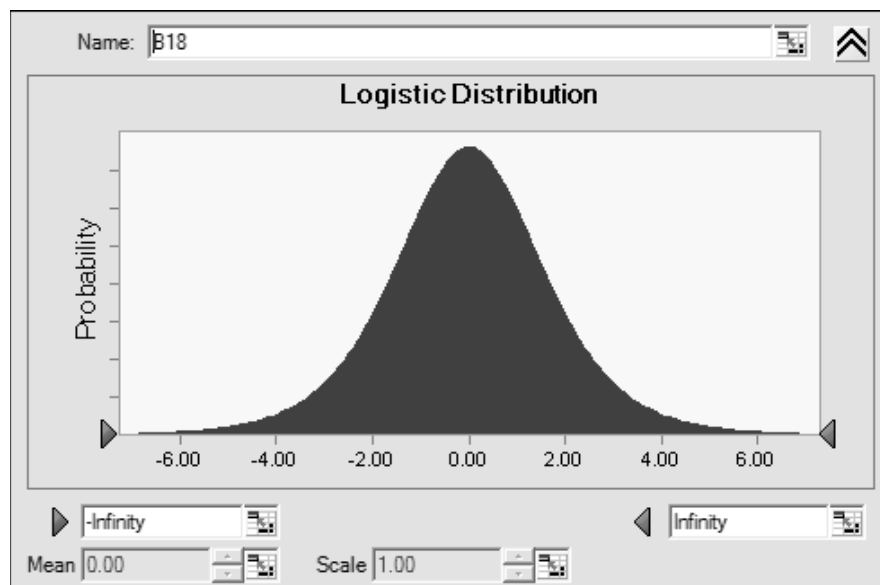 Name: B18
Logistic Distribution
Probability
-6.00 -4.00 -2.00 0.00 2.00 4.00 6.00
-Infinity Infinity
Mean 0.00 Scale 1.00